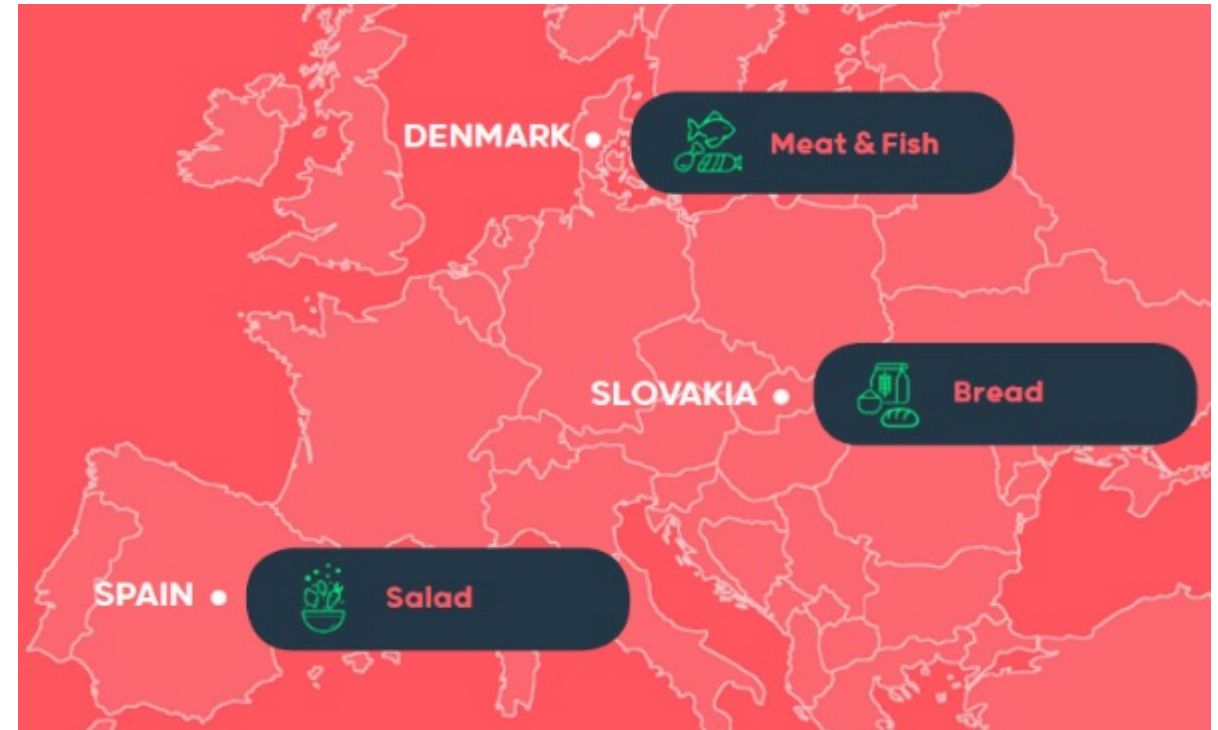 DENMARK
Meat & Fish
SLOVAKIA
Bread
SPAIN
Salad